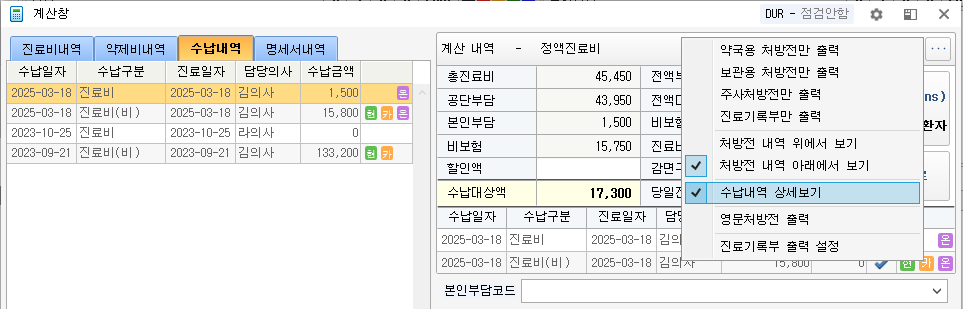 계산창
DUR - 점검안함
진료비내역 약제비내역 수납내역 명세서내역
수납일자 수납구분 진료일자 담당의사 수납금액
2025-03-18 진료비 2025-03-18 김의사 1,500 온
2025-03-18 진료비(비) 2025-03-18 김의사 15,800 현 카 온
2023-10-25 진료비 2023-10-25 라의사 0
2023-09-21 진료비(비) 2023-09-21 김의사 133,200 현 카
계산 내역 - 정액진료비
...
총진료비 45,450 전액부
공단부담 43,950 전액
본인부담 1,500 비보험
비보험 15,750 진료비
할인액 감면구
수납대상액 17,300 당일진
ns)
환자
수납일자 수납구분 진료일자 담당
2025-03-18 진료비 2025-03-18 김의사 온
2025-03-18 진료비(비) 2025-03-18 김의사 15,800 0 현 카 온
본인부담코드
약국용 처방전만 출력
보관용 처방전만 출력
주사처방전만 출력
진료기록부만 출력
처방전 내역 위에서 보기
처방전 내역 아래에서 보기
수납내역 상세보기
영문처방전 출력
진료기록부 출력 설정